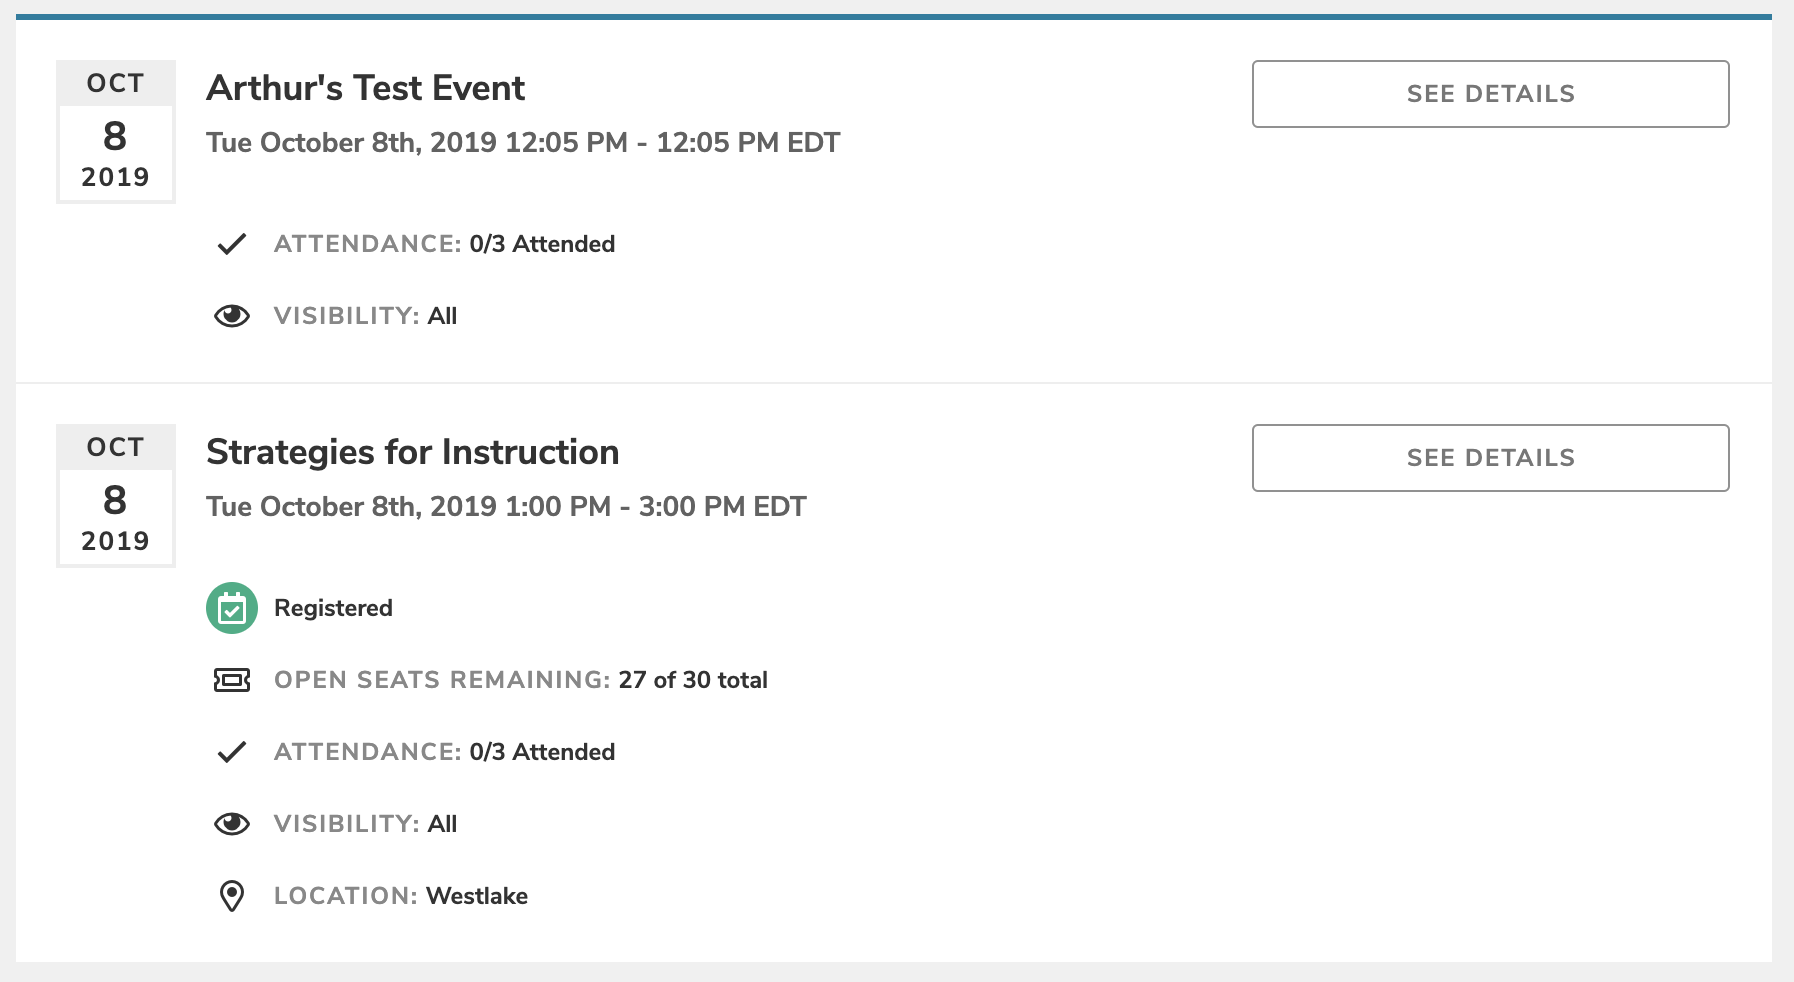 OCT
8
2019
Arthur's Test Event
Tue October 8th, 2019 12:05 PM - 12:05 PM EDT
SEE DETAILS
ATTENDANCE: 0/3 Attended
VISIBILITY: All
OCT
8
2019
Strategies for Instruction
Tue October 8th, 2019 1:00 PM - 3:00 PM EDT
SEE DETAILS
Registered
OPEN SEATS REMAINING: 27 of 30 total
ATTENDANCE: 0/3 Attended
VISIBILITY: All
LOCATION: Westlake